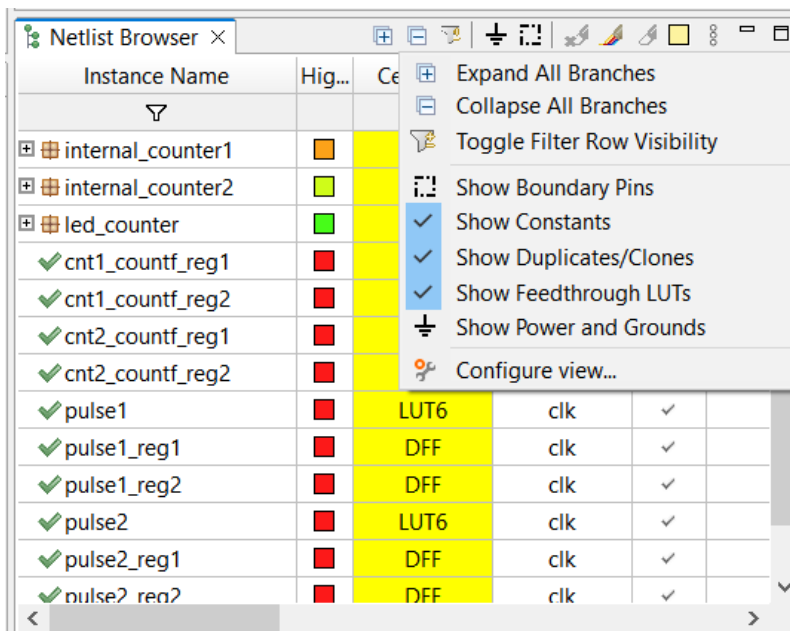 Netlist Browser
Instance Name Hig... Ce
Expand All Branches
Collapse All Branches
Toggle Filter Row Visibility
Show Boundary Pins
Show Constants
Show Duplicates/Clones
Show Feedthrough LUTs
Show Power and Grounds
Configure view...
internal_counter1
internal_counter2
led_counter
cnt1_countf_reg1
cnt1_countf_reg2
cnt2_countf_reg1
cnt2_countf_reg2
pulse1 LUT6 clk
pulse1_reg1 DFF clk
pulse1_reg2 DFF clk
pulse2 LUT6 clk
pulse2_reg1 DFF clk
pulse2_reg2 DFF clk